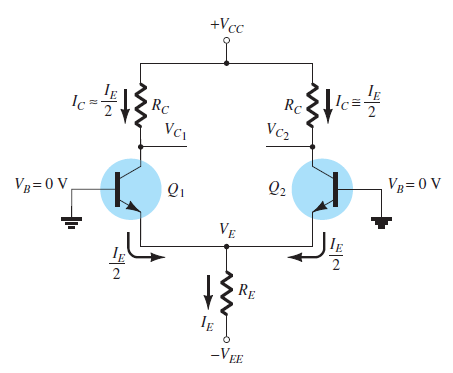 +V_CC
I_C ≈ I_E/2
R_C
R_C
I_C ≅ I_E/2
V_C1
V_C2
V_B = 0 V
Q_1
Q_2
V_B = 0 V
V_E
I_E/2
I_E/2
R_E
I_E
−V_EE